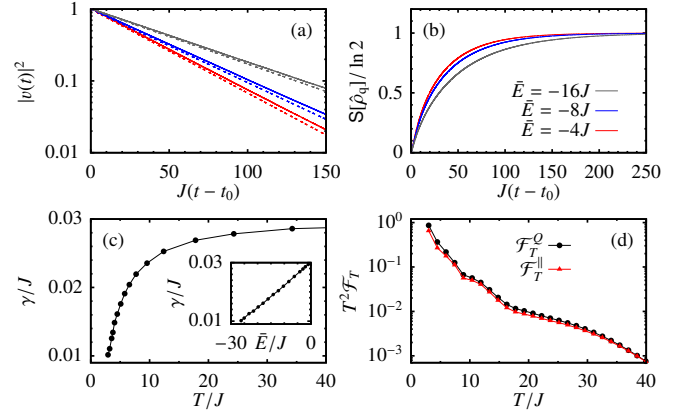 (a)
|v(t)|²
1
0.1
0.01
0 50 100 150
J(t − t₀)
(b)
S[ρ̂_q]/ ln 2
1
0.5
0
Ē = −16J
Ē = −8J
Ē = −4J
0 50 100 150 200 250
J(t − t₀)
(c)
γ/J
0.03
0.02
0.01
0 10 20 30 40
T/J
γ/J
0.03
0.01
−30 Ē/J 0
(d)
T²ℱ_T
10⁰
10⁻¹
10⁻²
10⁻³
ℱ_T^Q
ℱ_T^∥
0 10 20 30 40
T/J